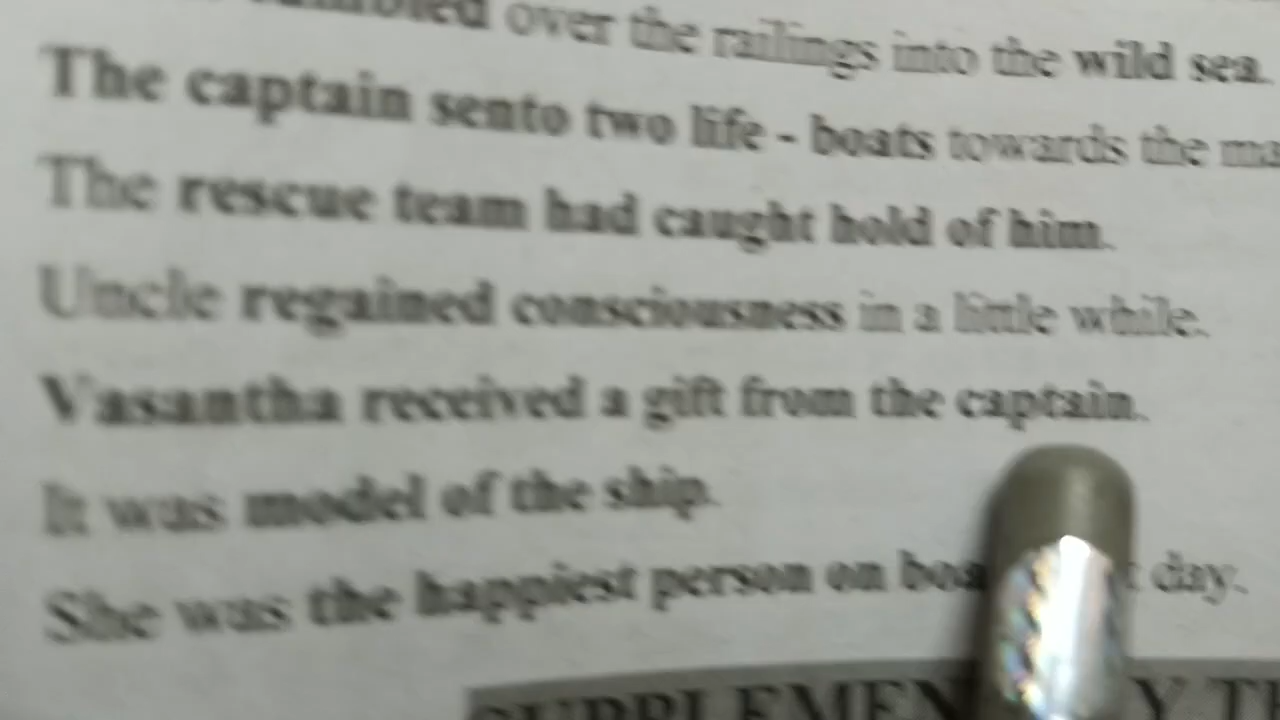 over the railings into the wild sea.
The captain sento two life - boats towards the
The rescue team had caught hold of him.
Uncle regained consciousness in a little while.
Vasantha received a gift from the captain.
It was model of the ship.
She was the happiest person on day.